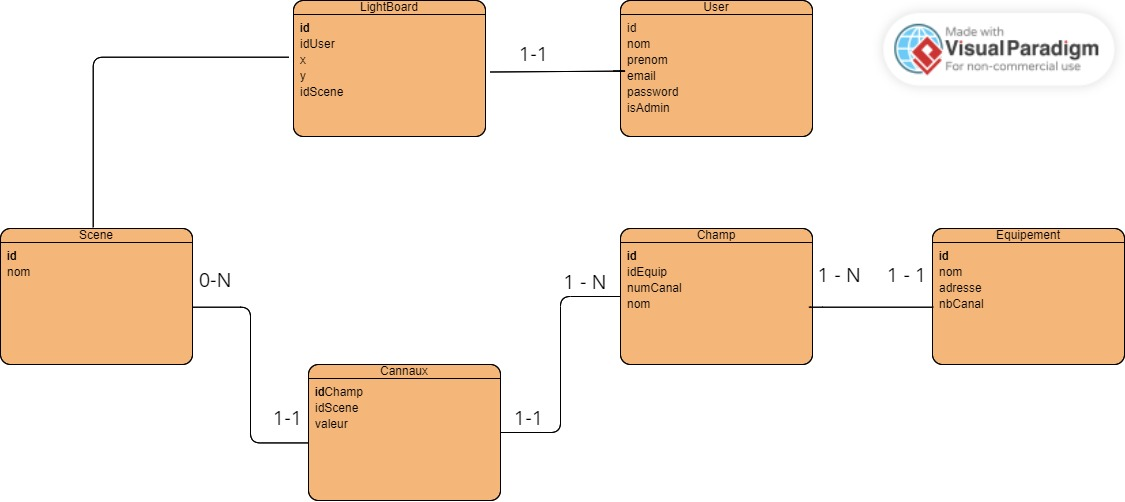 LightBoard
id
idUser
x
y
idScene
1-1
User
id
nom
prenom
email
password
isAdmin
Made with
Visual Paradigm
For non-commercial use
Scene
id
nom
0-N
Cannaux
idChamp
idScene
valeur
1-1
1-1
1 - N
Champ
id
idEquip
numCanal
nom
1 - N
1 - 1
Equipement
id
nom
adresse
nbCanal